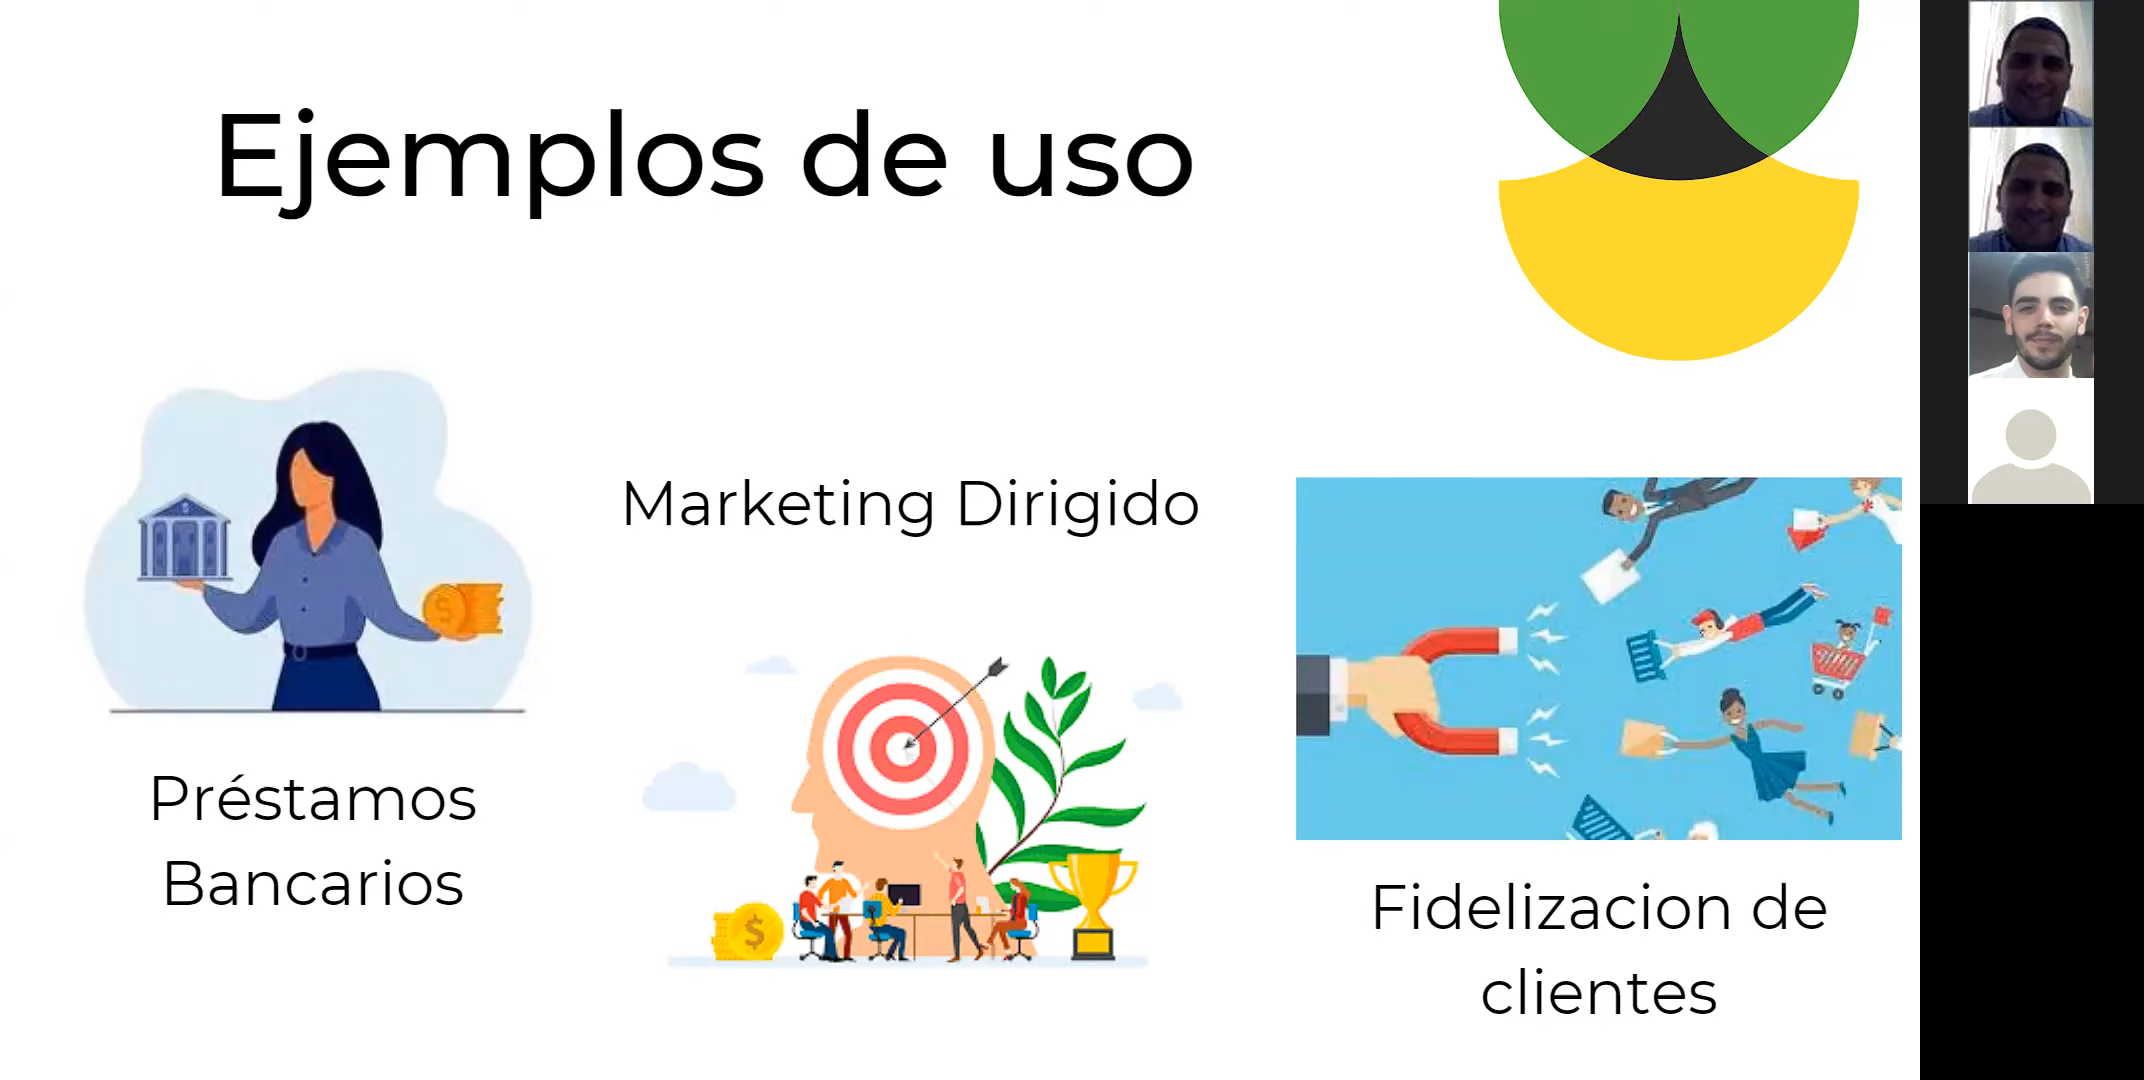 Ejemplos de uso
Préstamos
Bancarios
Marketing Dirigido
Fidelizacion de
clientes